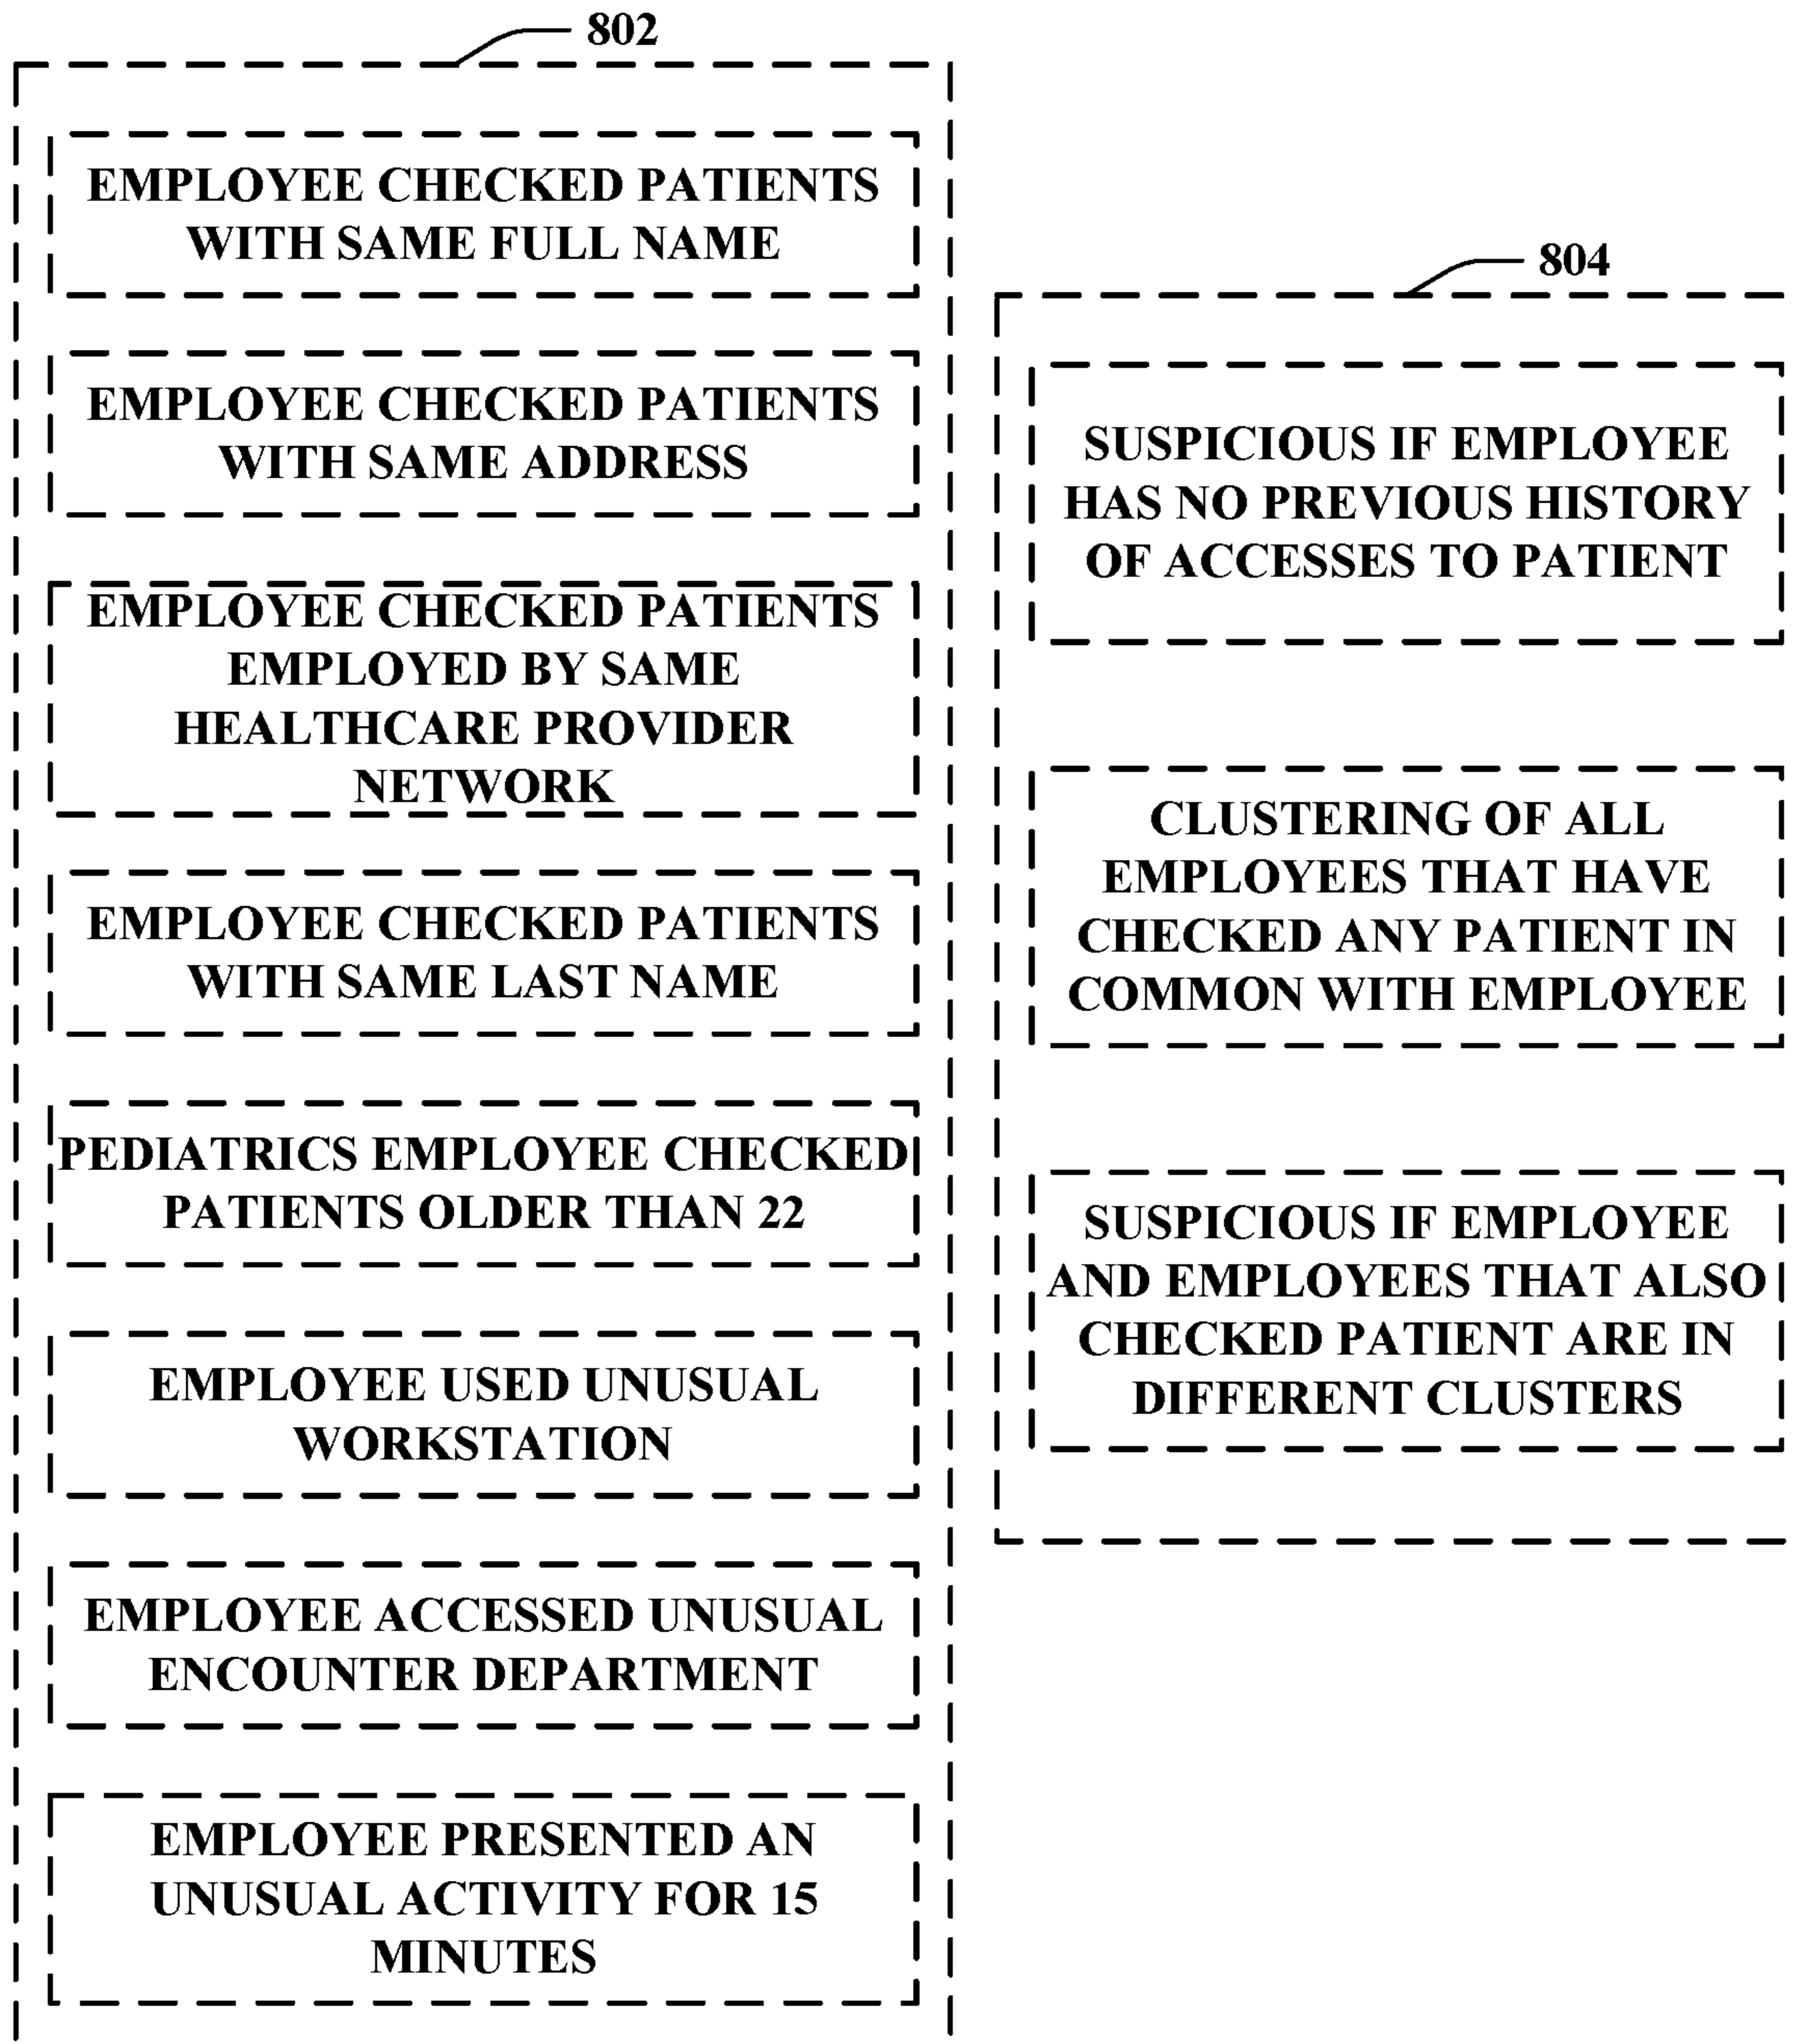 802
EMPLOYEE CHECKED PATIENTS
WITH SAME FULL NAME
EMPLOYEE CHECKED PATIENTS
WITH SAME ADDRESS
EMPLOYEE CHECKED PATIENTS
EMPLOYED BY SAME
HEALTHCARE PROVIDER
NETWORK
EMPLOYEE CHECKED PATIENTS
WITH SAME LAST NAME
PEDIATRICS EMPLOYEE CHECKED
PATIENTS OLDER THAN 22
EMPLOYEE USED UNUSUAL
WORKSTATION
EMPLOYEE ACCESSED UNUSUAL
ENCOUNTER DEPARTMENT
EMPLOYEE PRESENTED AN
UNUSUAL ACTIVITY FOR 15
MINUTES
804
SUSPICIOUS IF EMPLOYEE
HAS NO PREVIOUS HISTORY
OF ACCESSES TO PATIENT
CLUSTERING OF ALL
EMPLOYEES THAT HAVE
CHECKED ANY PATIENT IN
COMMON WITH EMPLOYEE
SUSPICIOUS IF EMPLOYEE
AND EMPLOYEES THAT ALSO
CHECKED PATIENT ARE IN
DIFFERENT CLUSTERS